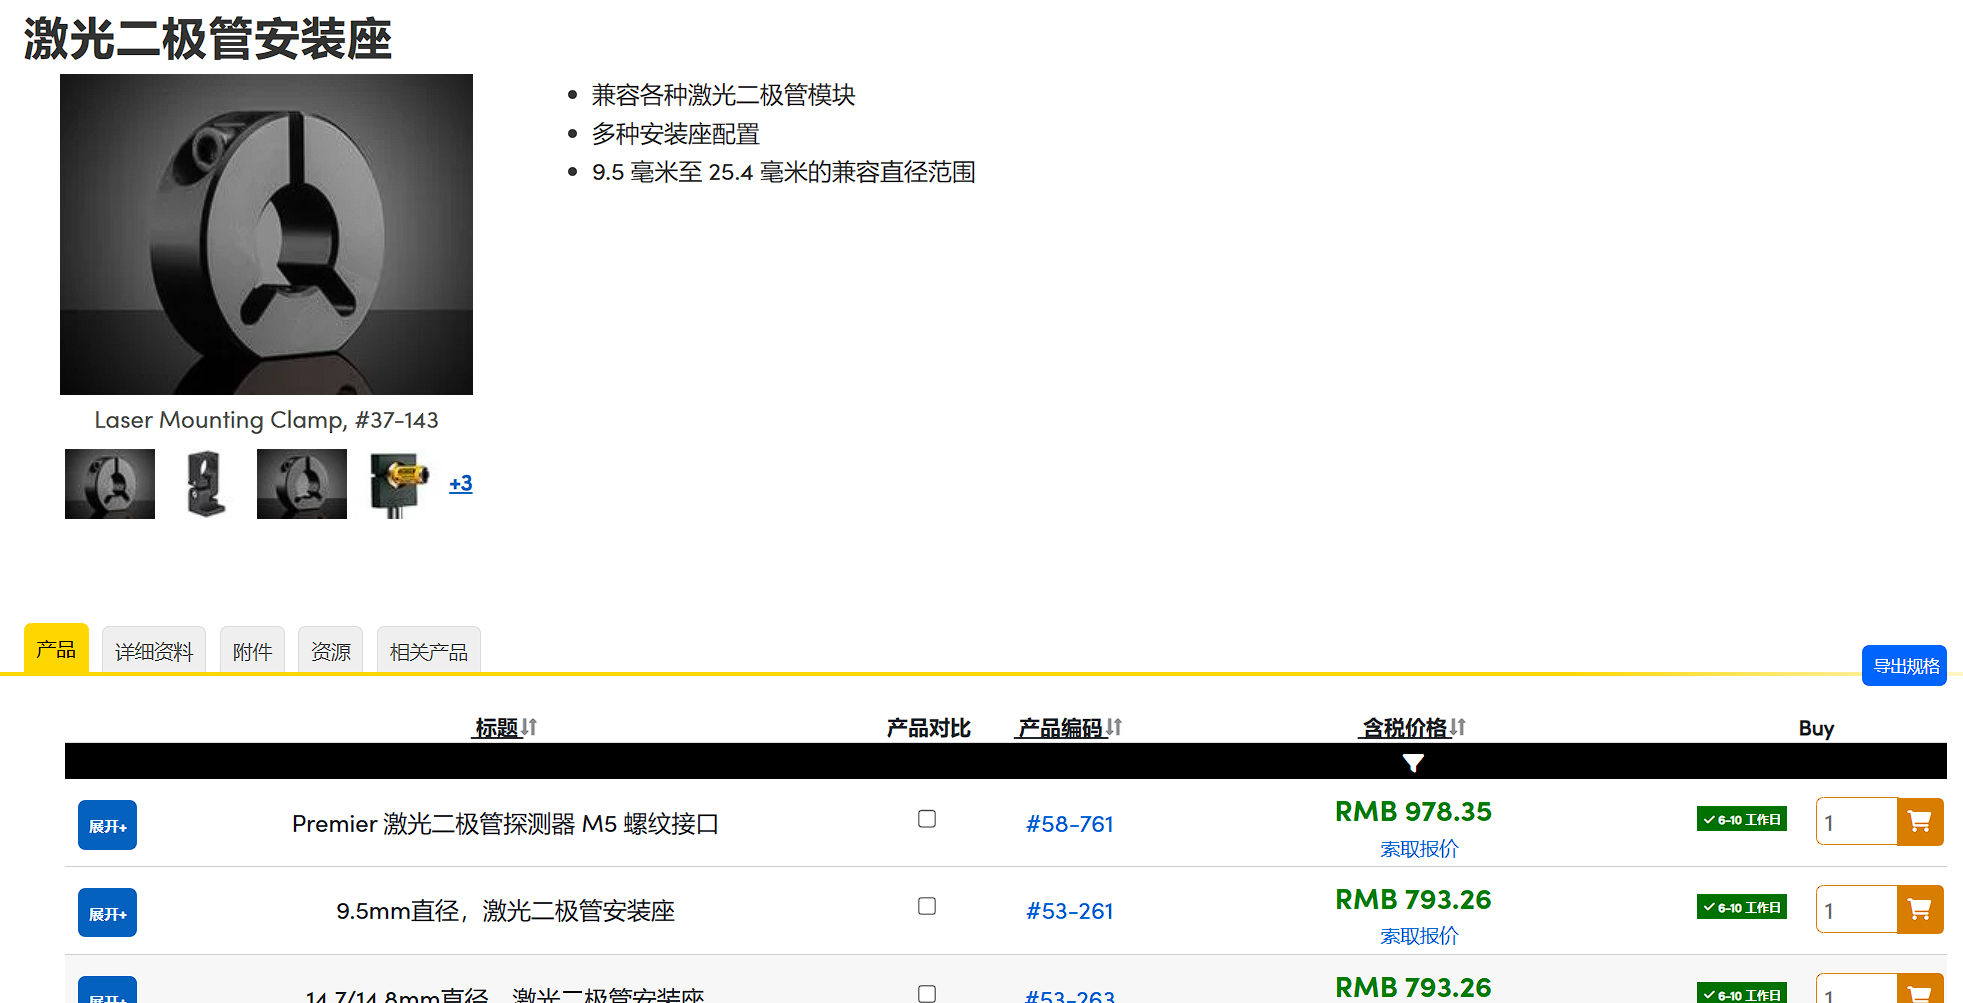 激光二极管安装座
兼容各种激光二极管模块
多种安装座配置
9.5 毫米至 25.4 毫米的兼容直径范围
Laser Mounting Clamp, #37-143
+3
产品 详细资料 附件 资源 相关产品
导出规格
标题 产品对比 产品编码 含税价格 Buy
展开+ Premier 激光二极管探测器 M5 螺纹接口 #58-761 RMB 978.35 6-10 工作日 1
索取报价
展开+ 9.5mm直径，激光二极管安装座 #53-261 RMB 793.26 6-10 工作日 1
索取报价
展开+ 14.7/14.8mm直径，激光二极管安装座 #53-263 RMB 793.26 6-10 工作日 1